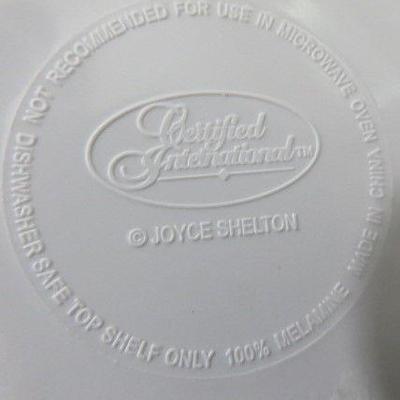 NOT RECOMMENDED FOR USE IN MICROWAVE OVEN
Certified
International™
© JOYCE SHELTON
DISHWASHER SAFE TOP SHELF ONLY 100% MELAMINE MADE IN CHINA